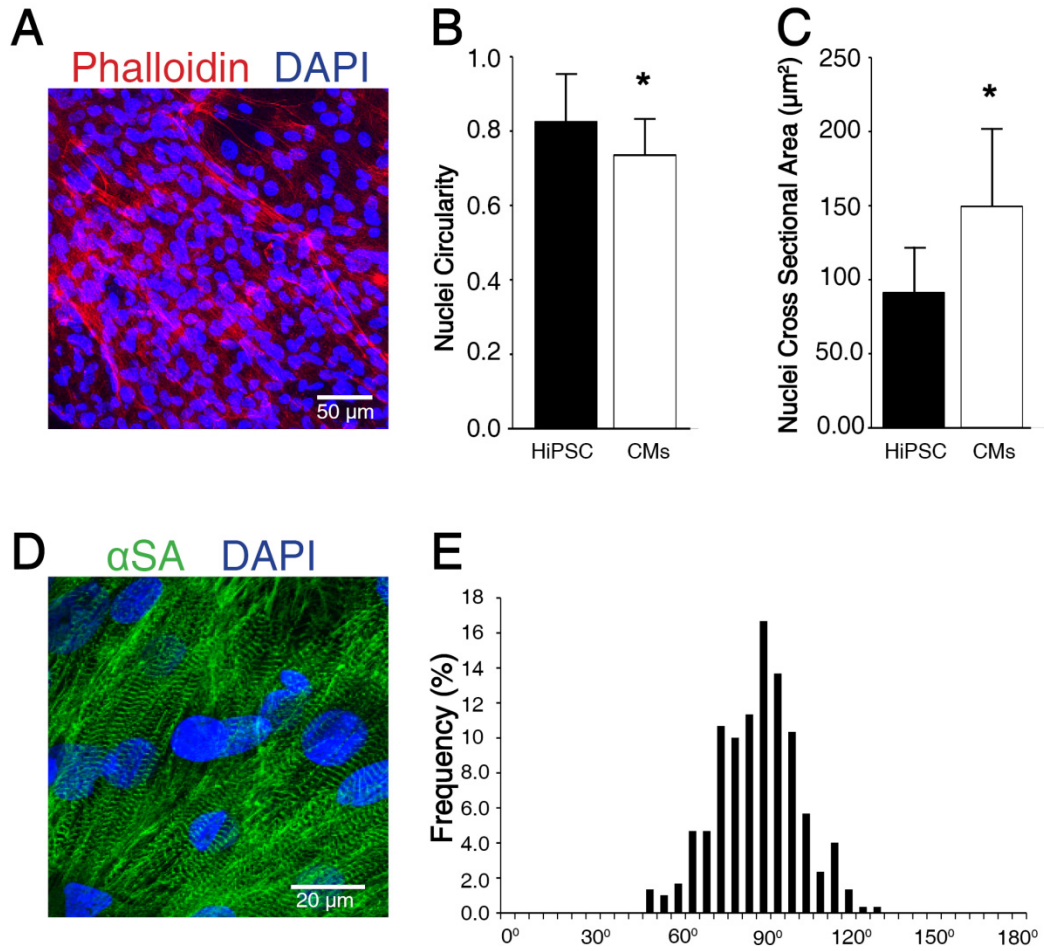 A
Phalloidin DAPI
50 µm
B
Nuclei Circularity
1.0
0.8
0.6
0.4
0.2
0.0
*
HiPSC CMs
C
Nuclei Cross Sectional Area (µm²)
250
200
150
100
50.0
0.00
*
HiPSC CMs
D
αSA DAPI
20 µm
E
Frequency (%)
18
16
14
12
10
8.0
6.0
4.0
2.0
0.0
0⁰ 30⁰ 60⁰ 90⁰ 120⁰ 150⁰ 180⁰